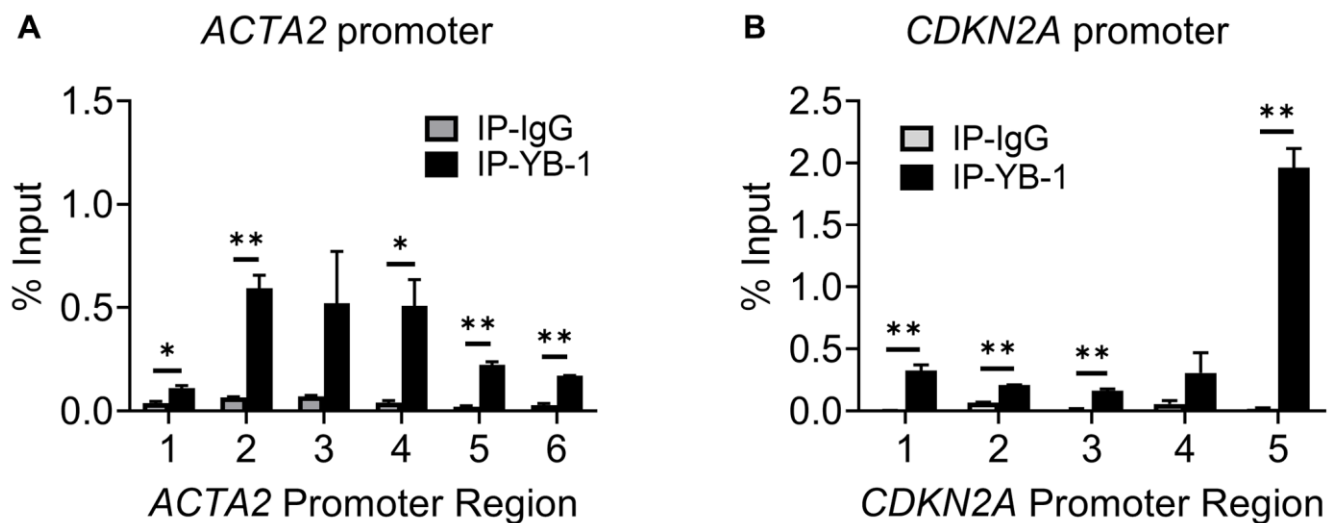 A
ACTA2 promoter
1.5
1.0
0.5
0.0
% Input
IP-IgG
IP-YB-1
*
**
*
**
**
1 2 3 4 5 6
ACTA2 Promoter Region
B
CDKN2A promoter
2.5
2.0
1.5
1.0
0.5
0.0
% Input
IP-IgG
IP-YB-1
**
**
**
**
1 2 3 4 5
CDKN2A Promoter Region